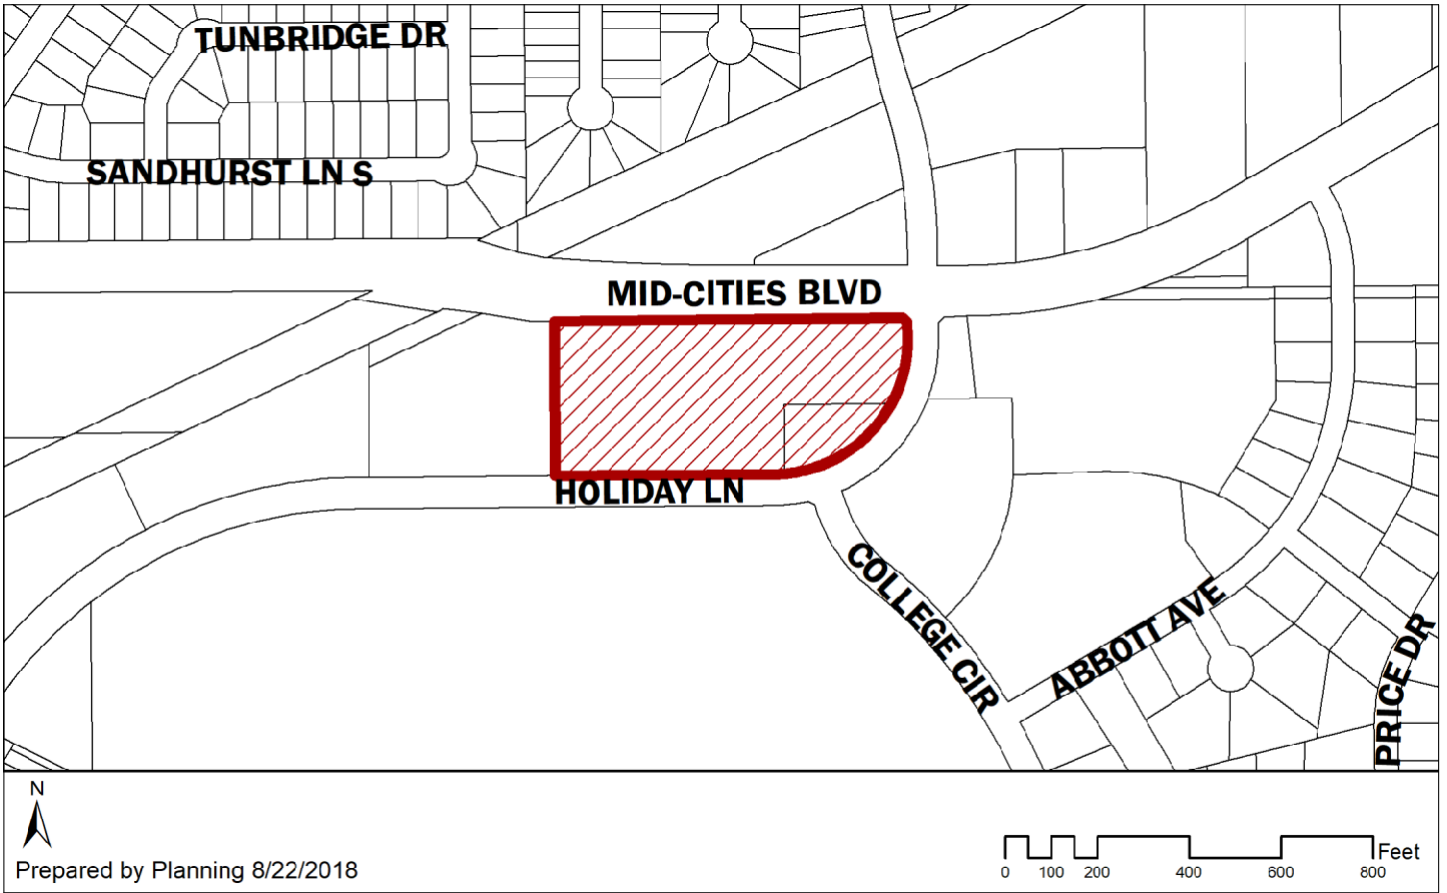 TUNBRIDGE DR
SANDHURST LN S
MID-CITIES BLVD
HOLIDAY LN
COLLEGE CIR
ABBOTT AVE
PRICE DR
N
Prepared by Planning 8/22/2018
Feet
0 100 200 400 600 800